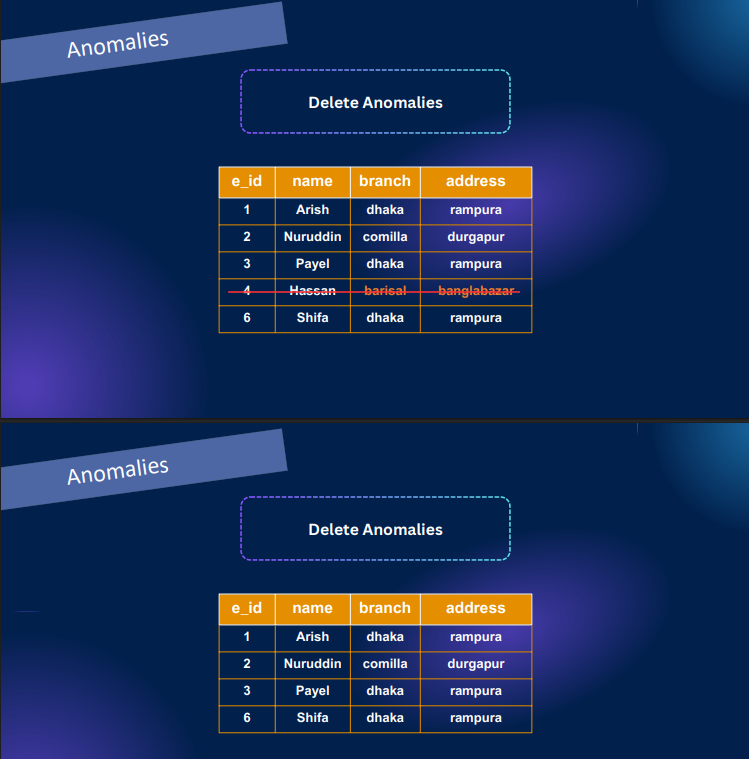 Anomalies
Delete Anomalies
e_id name branch address
1 Arish dhaka rampura
2 Nuruddin comilla durgapur
3 Payel dhaka rampura
4 Hassan barisal banglabazar
6 Shifa dhaka rampura
Anomalies
Delete Anomalies
e_id name branch address
1 Arish dhaka rampura
2 Nuruddin comilla durgapur
3 Payel dhaka rampura
6 Shifa dhaka rampura